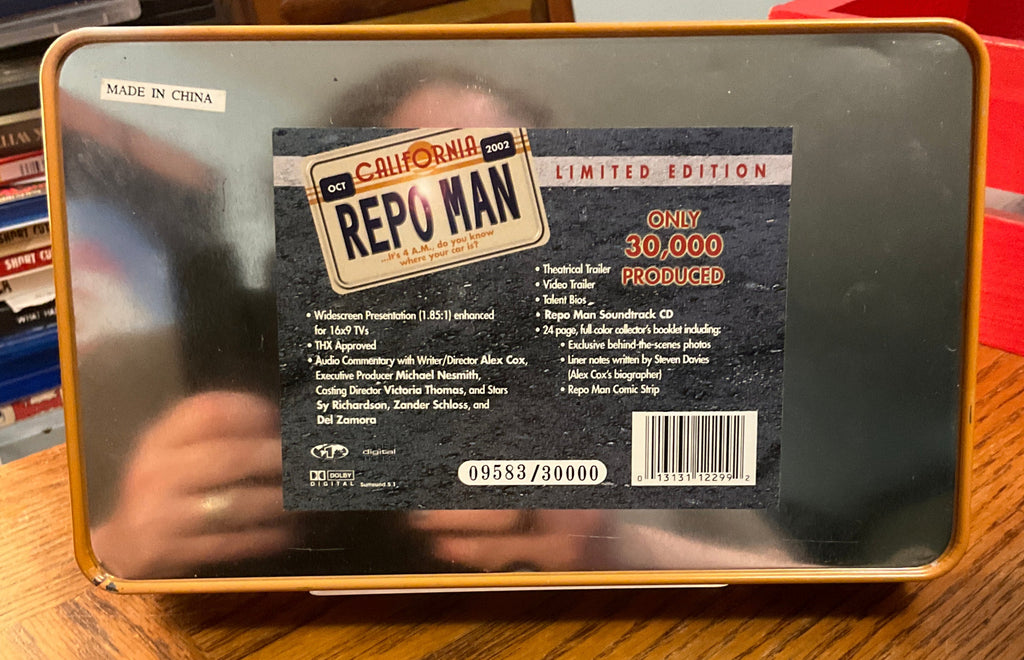 MADE IN CHINA
CALIFORNIA
OCT
2002
REPO MAN
...it's 4 A.M., do you know
where your car is?
LIMITED EDITION
ONLY
30,000
PRODUCED
• Widescreen Presentation (1.85:1) enhanced
for 16x9 TVs
• THX Approved
• Audio Commentary with Writer/Director Alex Cox,
Executive Producer Michael Nesmith,
Casting Director Victoria Thomas, and Stars
Sy Richardson, Zander Schloss, and
Del Zamora
• Theatrical Trailer
• Video Trailer
• Talent Bios
• Repo Man Soundtrack CD
• 24 page, full color collector's booklet including:
• Exclusive behind-the-scenes photos
• Liner notes written by Steven Davies
(Alex Cox's biographer)
• Repo Man Comic Strip
digital
DOLBY
DIGITAL Surround 5.1
09583/30000
0 13131 12299 2
SHORT CUT
SHORT CU